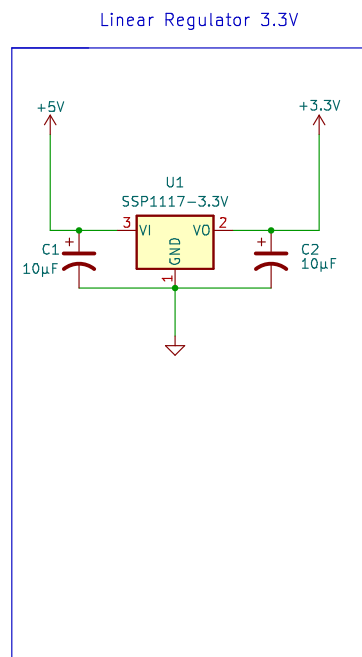 Linear Regulator 3.3V
+5V
+3.3V
U1
SSP1117-3.3V
3 VI VO 2
GND
1
+
C1
10µF
+
C2
10µF